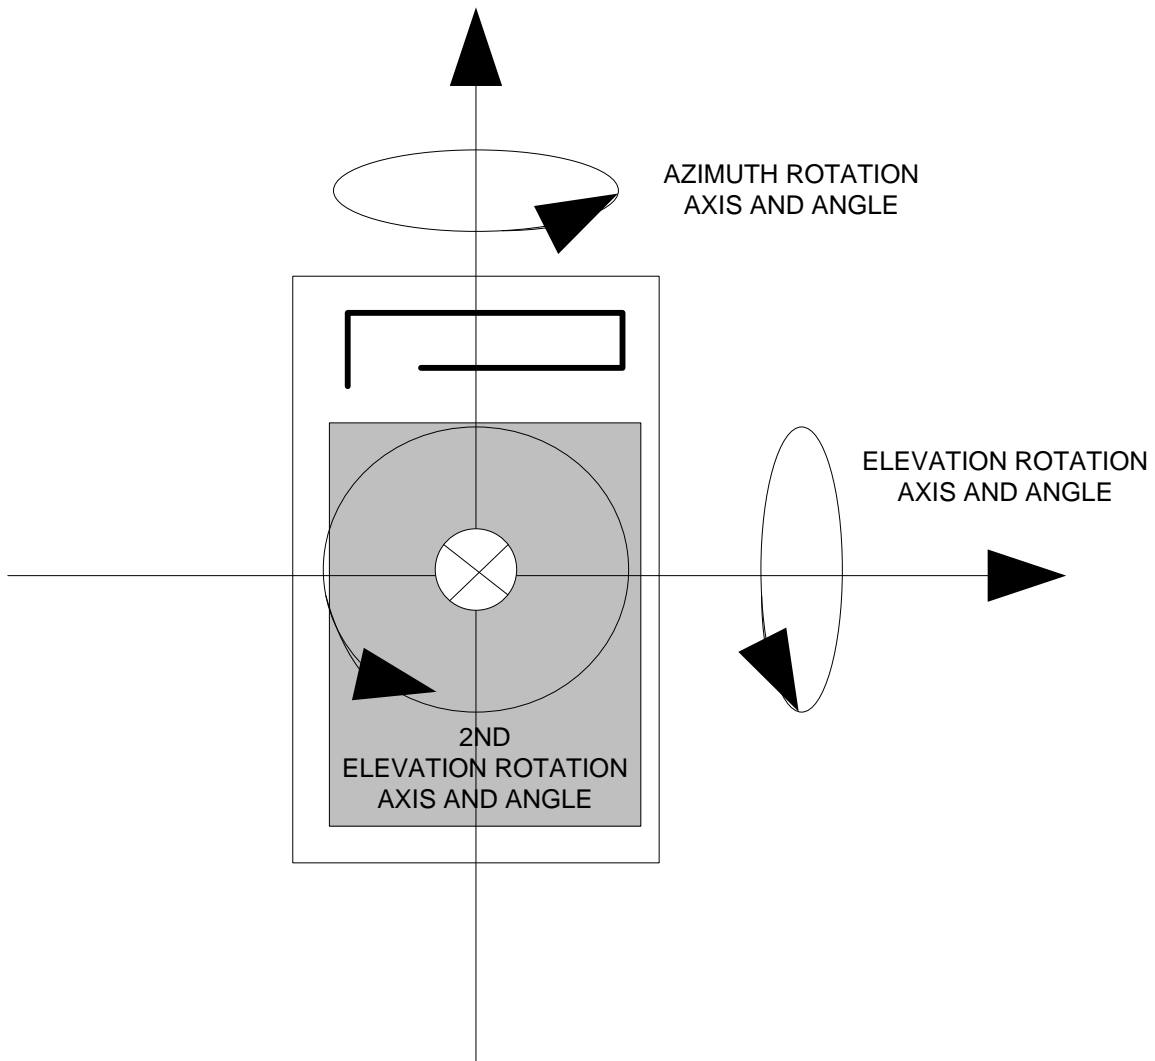 AZIMUTH ROTATION
AXIS AND ANGLE
ELEVATION ROTATION
AXIS AND ANGLE
2ND
ELEVATION ROTATION
AXIS AND ANGLE